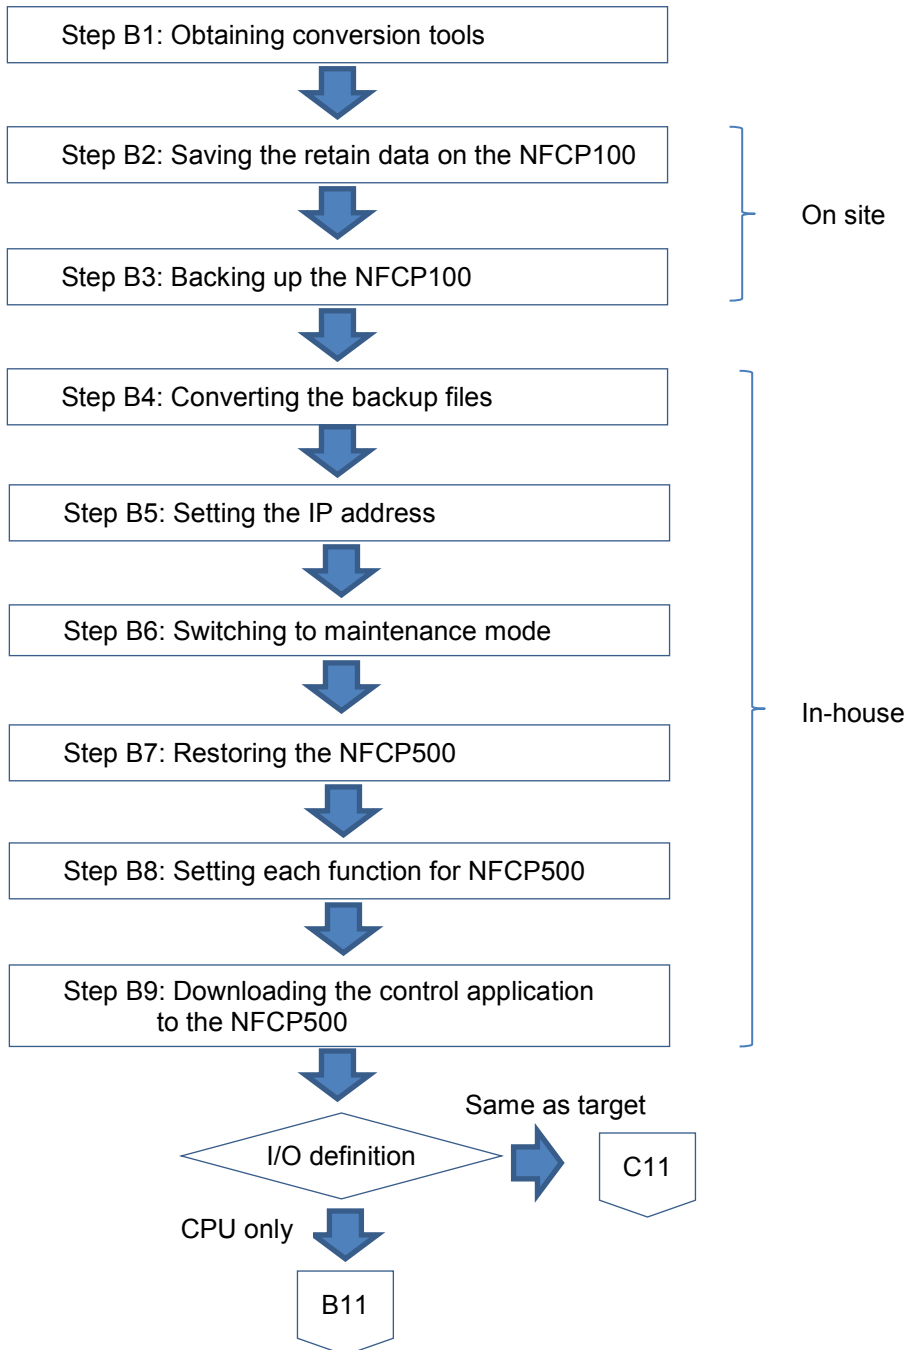 Step B1: Obtaining conversion tools
Step B2: Saving the retain data on the NFCP100
On site
Step B3: Backing up the NFCP100
Step B4: Converting the backup files
Step B5: Setting the IP address
Step B6: Switching to maintenance mode
In-house
Step B7: Restoring the NFCP500
Step B8: Setting each function for NFCP500
Step B9: Downloading the control application
to the NFCP500
Same as target
I/O definition
C11
CPU only
B11